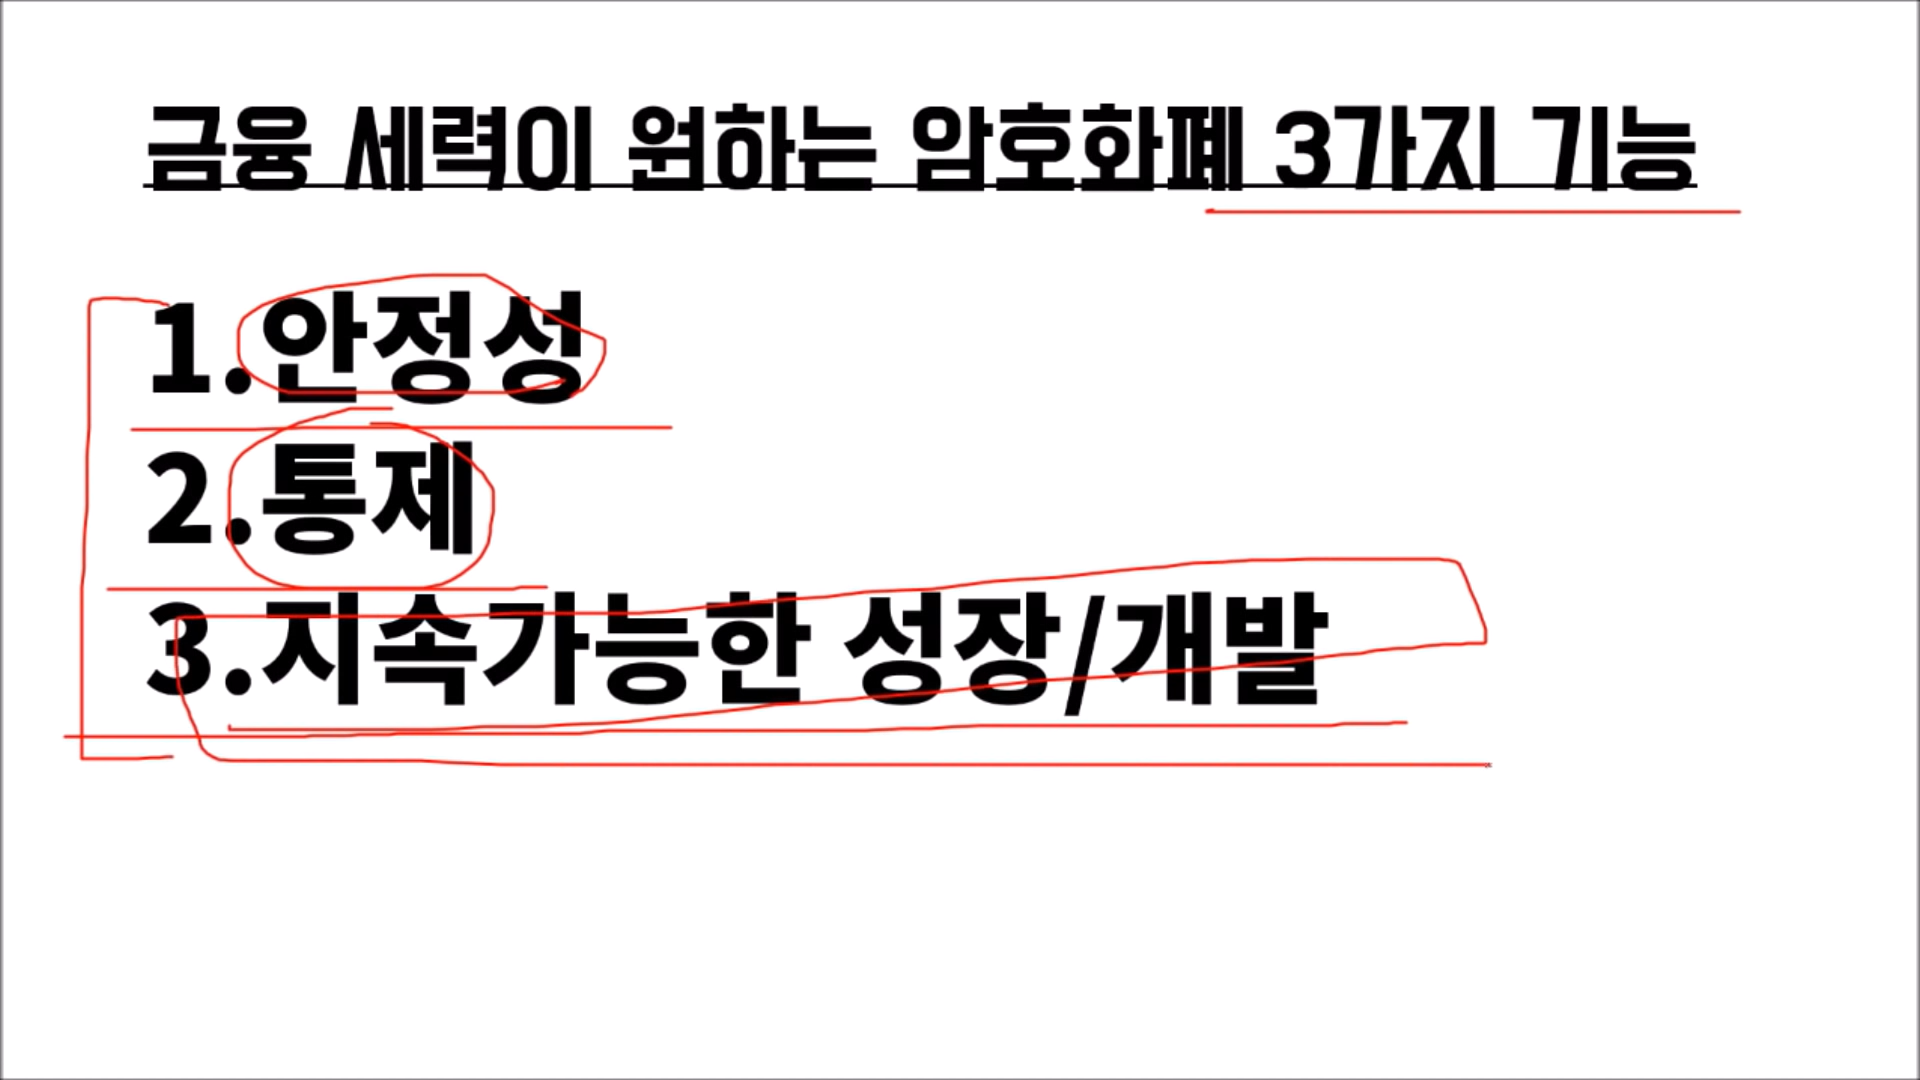 금융 세력이 원하는 암호화폐 3가지 기능
1.안정성
2.통제
3.지속가능한 성장/개발